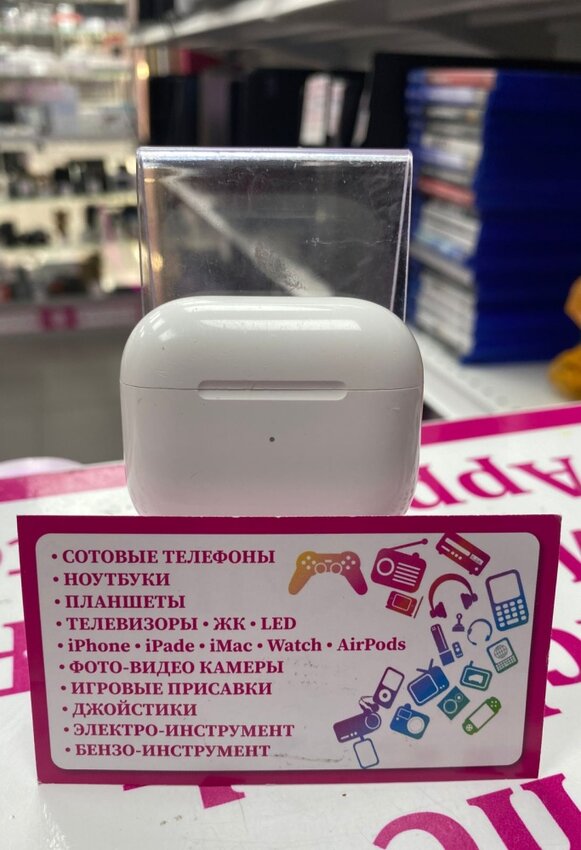 • СОТОВЫЕ ТЕЛЕФОНЫ
• НОУТБУКИ
• ПЛАНШЕТЫ
• ТЕЛЕВИЗОРЫ • ЖК • LED
• iPhone • iPade • iMac • Watch • AirPods
• ФОТО-ВИДЕО КАМЕРЫ
• ИГРОВЫЕ ПРИСАВКИ
• ДЖОЙСТИКИ
• ЭЛЕКТРО-ИНСТРУМЕНТ
• БЕНЗО-ИНСТРУМЕНТ